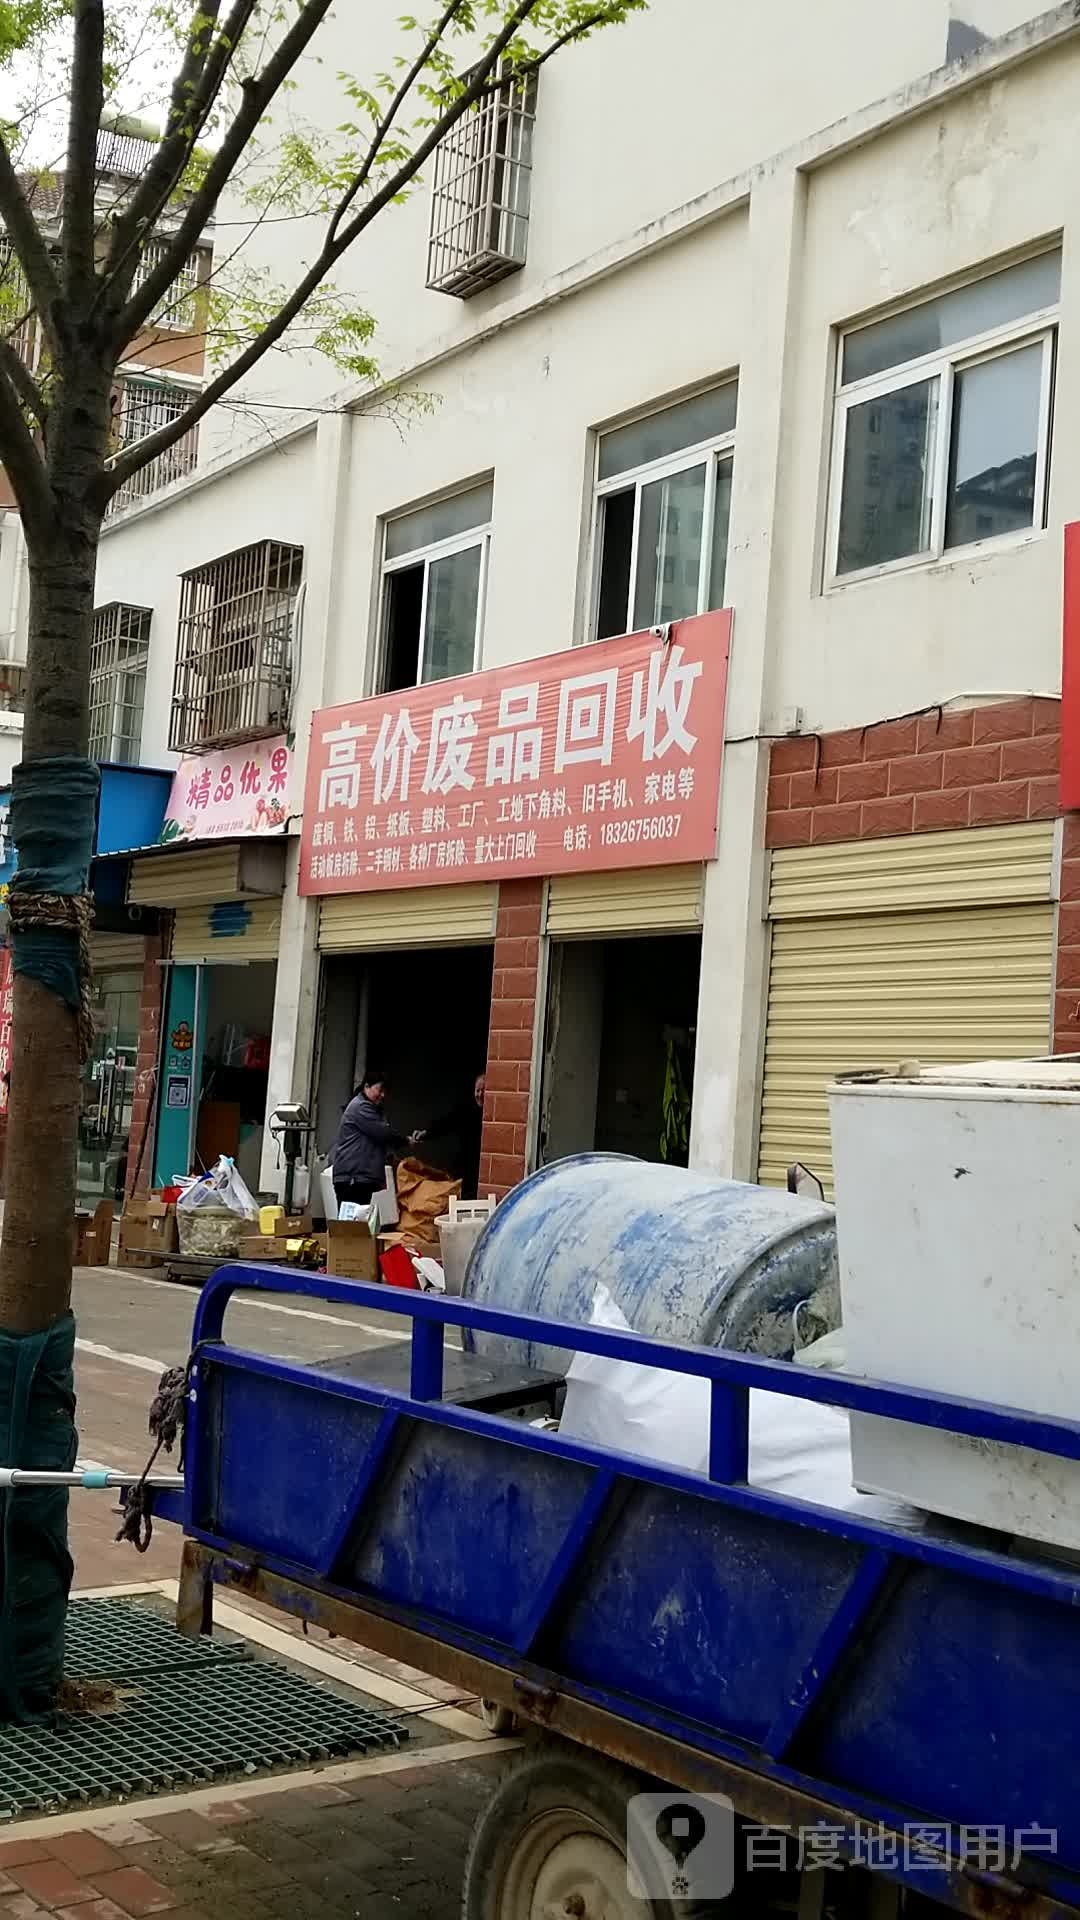 高价废品回收
废铜、铁、铝、纸板、塑料、工厂、工地下角料、旧手机、家电等
活动板房拆除、二手钢材、各种厂房拆除、量大上门回收 电话：18326756037
精品优果
瑞百货
百度地图用户